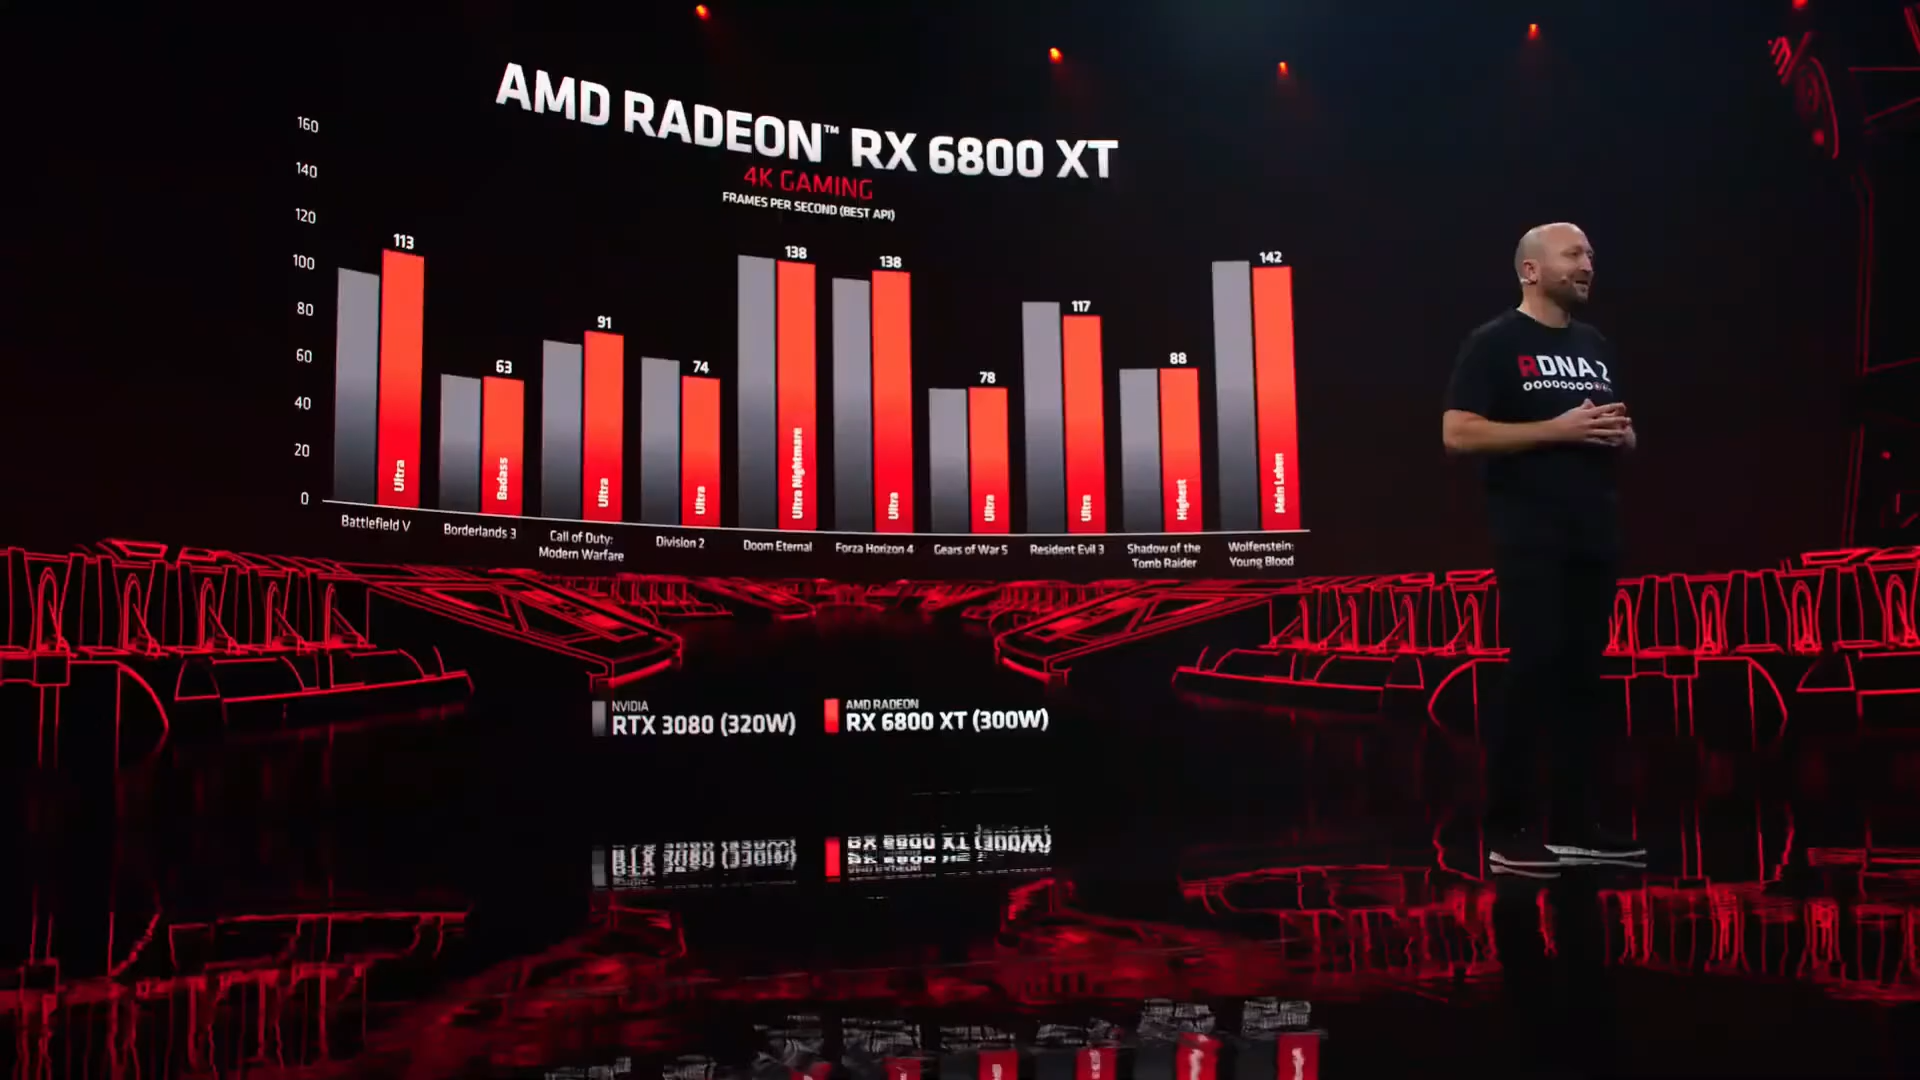 AMD RADEON™ RX 6800 XT
4K GAMING
FRAMES PER SECOND (BEST API)
160
140
120
100
80
60
40
20
0
113
63
91
74
138
138
78
117
88
142
Ultra
Badass
Ultra
Ultra
Ultra Nightmare
Ultra
Ultra
Ultra
Highest
Mein Leben
Battlefield V
Borderlands 3
Call of Duty:
Modern Warfare
Division 2
Doom Eternal
Forza Horizon 4
Gears of War 5
Resident Evil 3
Shadow of the
Tomb Raider
Wolfenstein:
Young Blood
NVIDIA
RTX 3080 (320W)
AMD RADEON
RX 6800 XT (300W)
RDNA 2